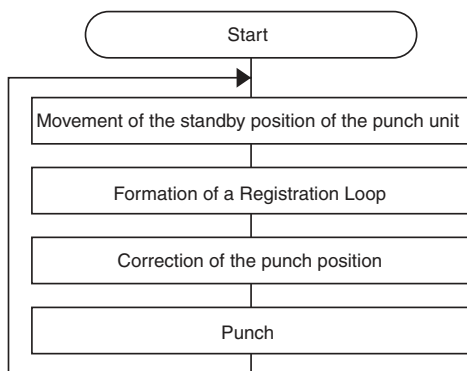 Start
Movement of the standby position of the punch unit
Formation of a Registration Loop
Correction of the punch position
Punch